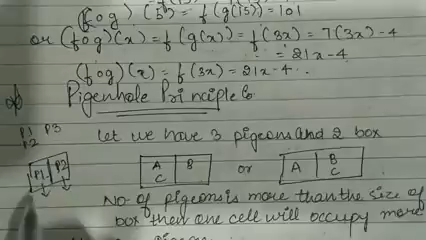 (fog) (15) = f(g(15)) = 101
or (fog)(x) = f(g(x)) = f(3x) = 7(3x)-4
= 21x-4
(fog)(x) = f(3x) = 21x-4..
Pigenhole Principle
P1 P3
P2
Let we have 3 pigeons and 2 box
P1 P2
A B
C
or
A B
C
No of pigeons is more than the size of
box then one cell will occupy more